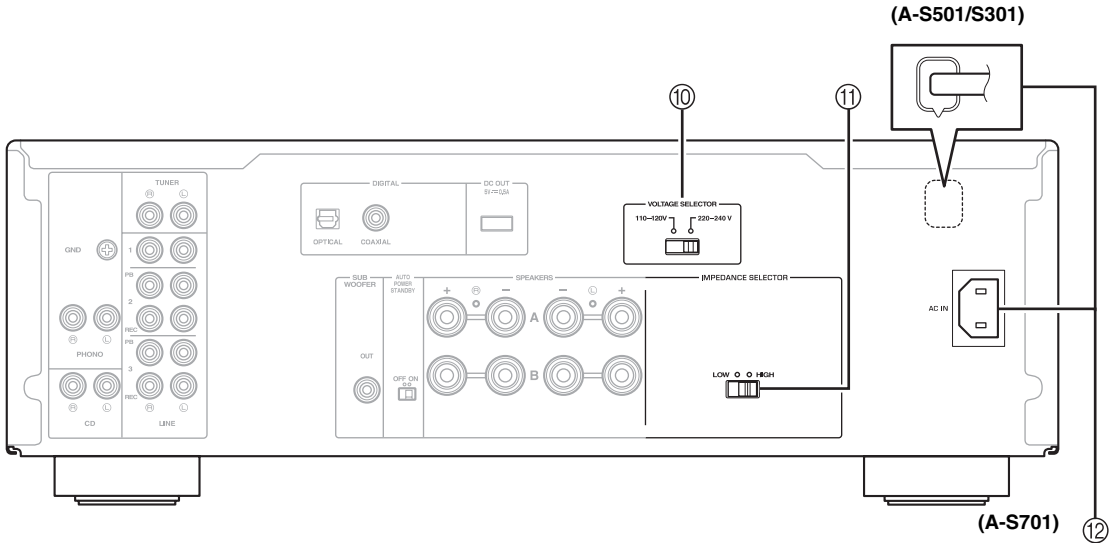 (A-S501/S301)
⑩
⑪
TUNER
Ⓡ Ⓛ
DIGITAL
DC OUT
5V⎓0,5A
VOLTAGE SELECTOR
110–120V
220–240 V
OPTICAL
COAXIAL
GND
1
PB
2
REC
PB
3
REC
Ⓡ Ⓛ
PHONO
Ⓡ Ⓛ
CD
Ⓡ Ⓛ
LINE
SUB
WOOFER
OUT
AUTO
POWER
STANDBY
OFF ON
SPEAKERS
+ Ⓡ – – Ⓛ +
A
B
IMPEDANCE SELECTOR
LOW HIGH
AC IN
(A-S701)
⑫